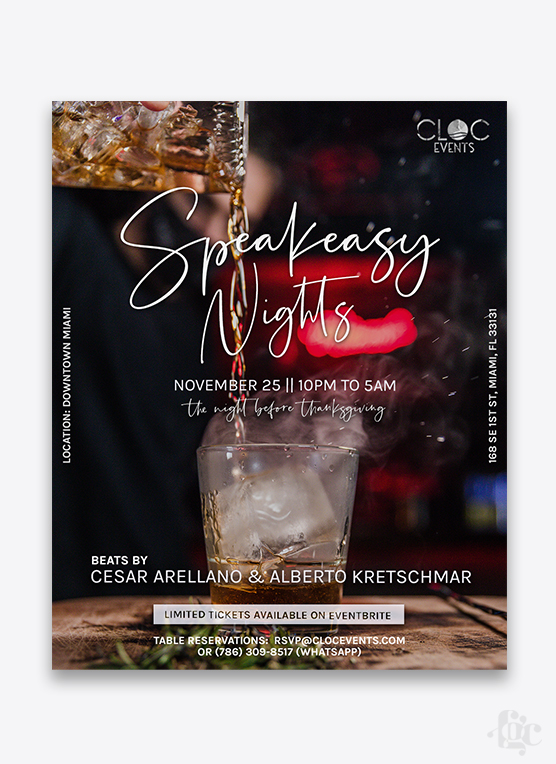 CLOC
EVENTS
Speakeasy
Nights
NOVEMBER 25 || 10PM TO 5AM
the night before thanksgiving
LOCATION: DOWNTOWN MIAMI
168 SE 1ST ST, MIAMI, FL 33131
BEATS BY
CESAR ARELLANO & ALBERTO KRETSCHMAR
LIMITED TICKETS AVAILABLE ON EVENTBRITE
TABLE RESERVATIONS: RSVP@CLOCEVENTS.COM
OR (786) 309-8517 (WHATSAPP)